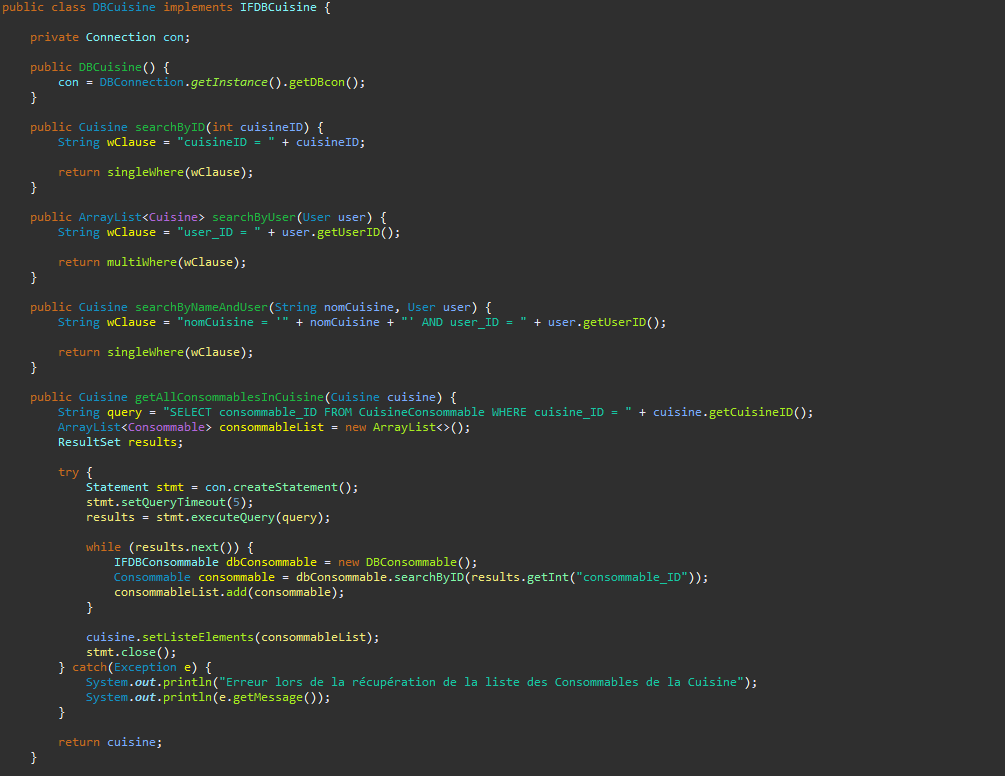 public class DBCuisine implements IFDBCuisine {
private Connection con;
public DBCuisine() {
con = DBConnection.getInstance().getDBcon();
}
public Cuisine searchByID(int cuisineID) {
String wClause = "cuisineID = " + cuisineID;
return singleWhere(wClause);
}
public ArrayList<Cuisine> searchByUser(User user) {
String wClause = "user_ID = " + user.getUserID();
return multiWhere(wClause);
}
public Cuisine searchByNameAndUser(String nomCuisine, User user) {
String wClause = "nomCuisine = '" + nomCuisine + "' AND user_ID = " + user.getUserID();
return singleWhere(wClause);
}
public Cuisine getAllConsommablesInCuisine(Cuisine cuisine) {
String query = "SELECT consommable_ID FROM CuisineConsommable WHERE cuisine_ID = " + cuisine.getCuisineID();
ArrayList<Consommable> consommableList = new ArrayList<>();
ResultSet results;
try {
Statement stmt = con.createStatement();
stmt.setQueryTimeout(5);
results = stmt.executeQuery(query);
while (results.next()) {
IFDBConsommable dbConsommable = new DBConsommable();
Consommable consommable = dbConsommable.searchByID(results.getInt("consommable_ID"));
consommableList.add(consommable);
}
cuisine.setListeElements(consommableList);
stmt.close();
} catch(Exception e) {
System.out.println("Erreur lors de la récupération de la liste des Consommables de la Cuisine");
System.out.println(e.getMessage());
}
return cuisine;
}